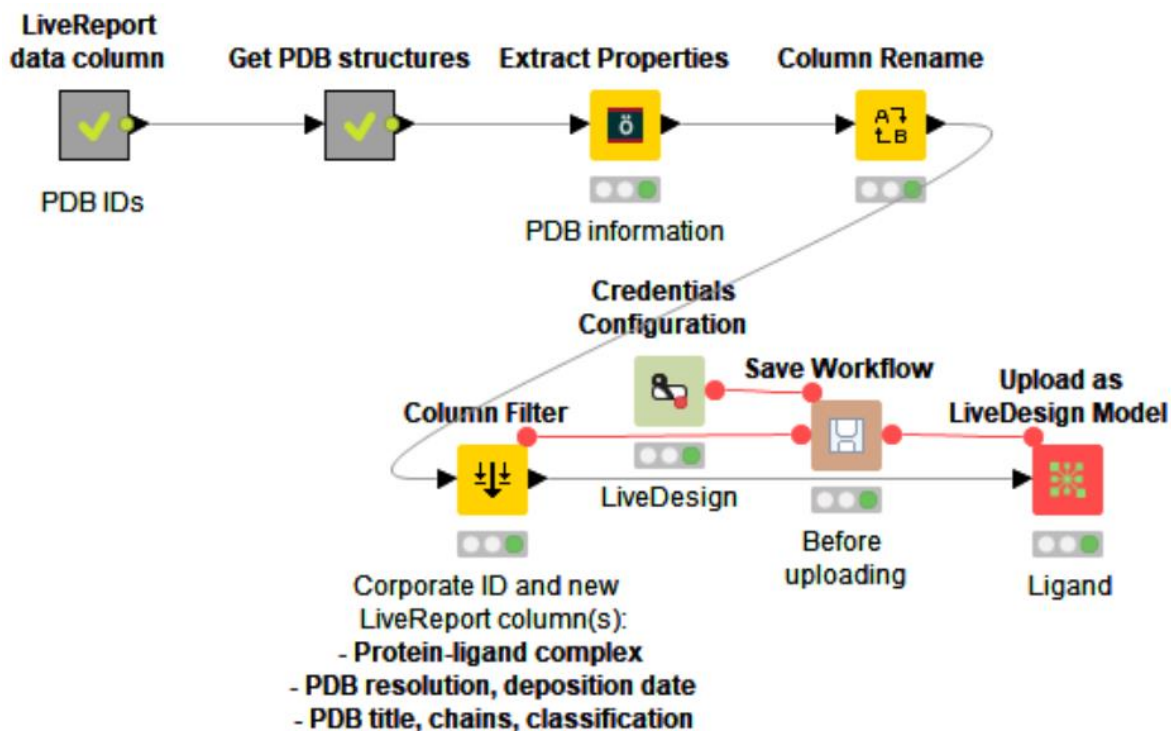 LiveReport
data column
Get PDB structures
Extract Properties
Column Rename
ö
A
B
PDB IDs
PDB information
Credentials
Configuration
Save Workflow
Upload as
LiveDesign Model
Column Filter
LiveDesign
Before
uploading
Ligand
Corporate ID and new
LiveReport column(s):
- Protein-ligand complex
- PDB resolution, deposition date
- PDB title, chains, classification